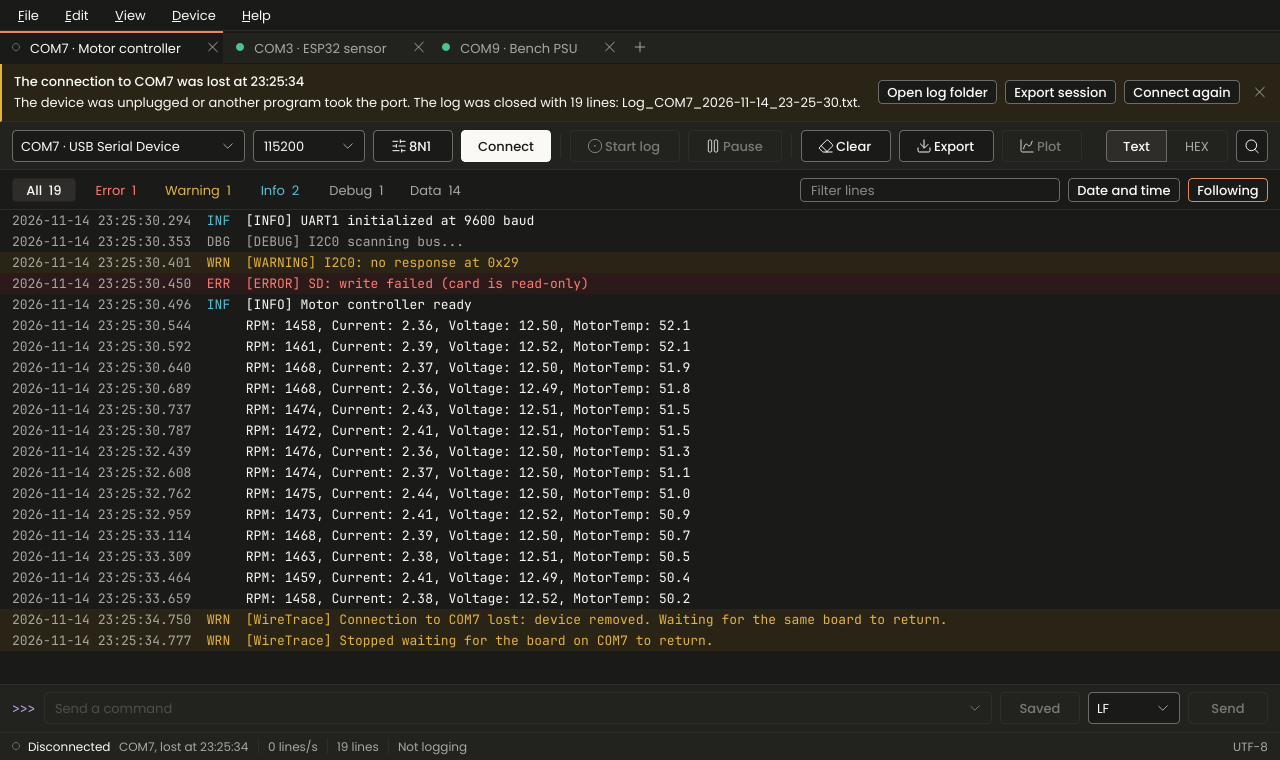 File Edit View Device Help
COM7 · Motor controller COM3 · ESP32 sensor COM9 · Bench PSU
The connection to COM7 was lost at 23:25:34
The device was unplugged or another program took the port. The log was closed with 19 lines: Log_COM7_2026-11-14_23-25-30.txt.
Open log folder Export session Connect again
COM7 · USB Serial Device 115200 8N1 Connect Start log Pause Clear Export Plot Text HEX
All 19 Error 1 Warning 1 Info 2 Debug 1 Data 14 Filter lines Date and time Following
2026-11-14 23:25:30.294 INF [INFO] UART1 initialized at 9600 baud
2026-11-14 23:25:30.353 DBG [DEBUG] I2C0 scanning bus...
2026-11-14 23:25:30.401 WRN [WARNING] I2C0: no response at 0x29
2026-11-14 23:25:30.450 ERR [ERROR] SD: write failed (card is read-only)
2026-11-14 23:25:30.496 INF [INFO] Motor controller ready
2026-11-14 23:25:30.544 RPM: 1458, Current: 2.36, Voltage: 12.50, MotorTemp: 52.1
2026-11-14 23:25:30.592 RPM: 1461, Current: 2.39, Voltage: 12.52, MotorTemp: 52.1
2026-11-14 23:25:30.640 RPM: 1468, Current: 2.37, Voltage: 12.50, MotorTemp: 51.9
2026-11-14 23:25:30.689 RPM: 1468, Current: 2.36, Voltage: 12.49, MotorTemp: 51.8
2026-11-14 23:25:30.737 RPM: 1474, Current: 2.43, Voltage: 12.51, MotorTemp: 51.5
2026-11-14 23:25:30.787 RPM: 1472, Current: 2.41, Voltage: 12.51, MotorTemp: 51.5
2026-11-14 23:25:32.439 RPM: 1476, Current: 2.36, Voltage: 12.50, MotorTemp: 51.3
2026-11-14 23:25:32.608 RPM: 1474, Current: 2.37, Voltage: 12.50, MotorTemp: 51.1
2026-11-14 23:25:32.762 RPM: 1475, Current: 2.44, Voltage: 12.50, MotorTemp: 51.0
2026-11-14 23:25:32.959 RPM: 1473, Current: 2.41, Voltage: 12.52, MotorTemp: 50.9
2026-11-14 23:25:33.114 RPM: 1468, Current: 2.39, Voltage: 12.50, MotorTemp: 50.7
2026-11-14 23:25:33.309 RPM: 1463, Current: 2.38, Voltage: 12.51, MotorTemp: 50.5
2026-11-14 23:25:33.464 RPM: 1459, Current: 2.41, Voltage: 12.49, MotorTemp: 50.4
2026-11-14 23:25:33.659 RPM: 1458, Current: 2.38, Voltage: 12.52, MotorTemp: 50.2
2026-11-14 23:25:34.750 WRN [WireTrace] Connection to COM7 lost: device removed. Waiting for the same board to return.
2026-11-14 23:25:34.777 WRN [WireTrace] Stopped waiting for the board on COM7 to return.
>>> Send a command Saved LF Send
Disconnected COM7, lost at 23:25:34 0 lines/s 19 lines Not logging UTF-8